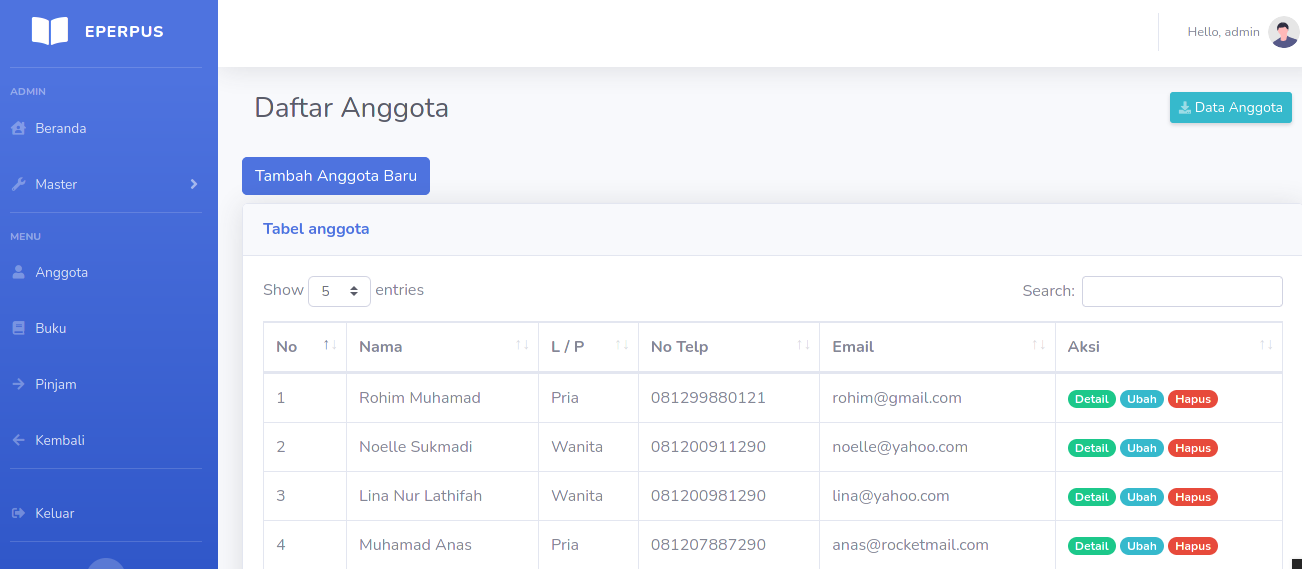 EPERPUS
Hello, admin
ADMIN
Beranda
Master
MENU
Anggota
Buku
Pinjam
Kembali
Keluar
Daftar Anggota
Data Anggota
Tambah Anggota Baru
Tabel anggota
Show 5 entries
Search:
No Nama L / P No Telp Email Aksi
1 Rohim Muhamad Pria 081299880121 rohim@gmail.com Detail Ubah Hapus
2 Noelle Sukmadi Wanita 081200911290 noelle@yahoo.com Detail Ubah Hapus
3 Lina Nur Lathifah Wanita 081200981290 lina@yahoo.com Detail Ubah Hapus
4 Muhamad Anas Pria 081207887290 anas@rocketmail.com Detail Ubah Hapus